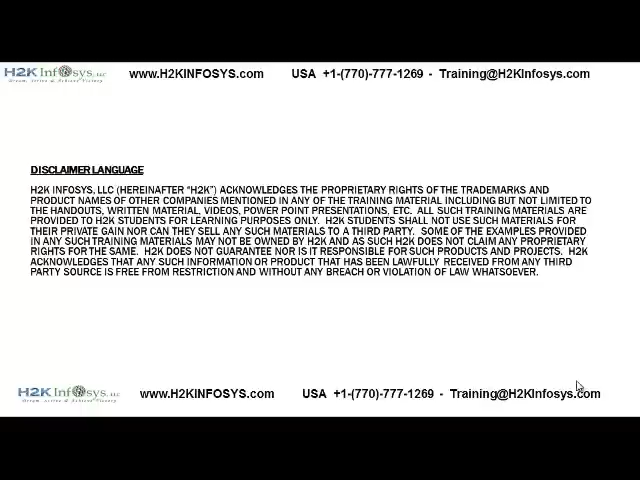 H2K Infosys, LLC www.H2KINFOSYS.com USA +1-(770)-777-1269 - Training@H2KInfosys.com
DISCLAIMER LANGUAGE
H2K INFOSYS, LLC (HEREINAFTER “H2K”) ACKNOWLEDGES THE PROPRIETARY RIGHTS OF THE TRADEMARKS AND
PRODUCT NAMES OF OTHER COMPANIES MENTIONED IN ANY OF THE TRAINING MATERIAL INCLUDING BUT NOT LIMITED TO
THE HANDOUTS, WRITTEN MATERIAL, VIDEOS, POWER POINT PRESENTATIONS, ETC. ALL SUCH TRAINING MATERIALS ARE
PROVIDED TO H2K STUDENTS FOR LEARNING PURPOSES ONLY. H2K STUDENTS SHALL NOT USE SUCH MATERIALS FOR
THEIR PRIVATE GAIN NOR CAN THEY SELL ANY SUCH MATERIALS TO A THIRD PARTY. SOME OF THE EXAMPLES PROVIDED
IN ANY SUCH TRAINING MATERIALS MAY NOT BE OWNED BY H2K AND AS SUCH H2K DOES NOT CLAIM ANY PROPRIETARY
RIGHTS FOR THE SAME. H2K DOES NOT GUARANTEE NOR IS IT RESPONSIBLE FOR SUCH PRODUCTS AND PROJECTS. H2K
ACKNOWLEDGES THAT ANY SUCH INFORMATION OR PRODUCT THAT HAS BEEN LAWFULLY RECEIVED FROM ANY THIRD
PARTY SOURCE IS FREE FROM RESTRICTION AND WITHOUT ANY BREACH OR VIOLATION OF LAW WHATSOEVER.
H2K Infosys, LLC www.H2KINFOSYS.com USA +1-(770)-777-1269 - Training@H2KInfosys.com